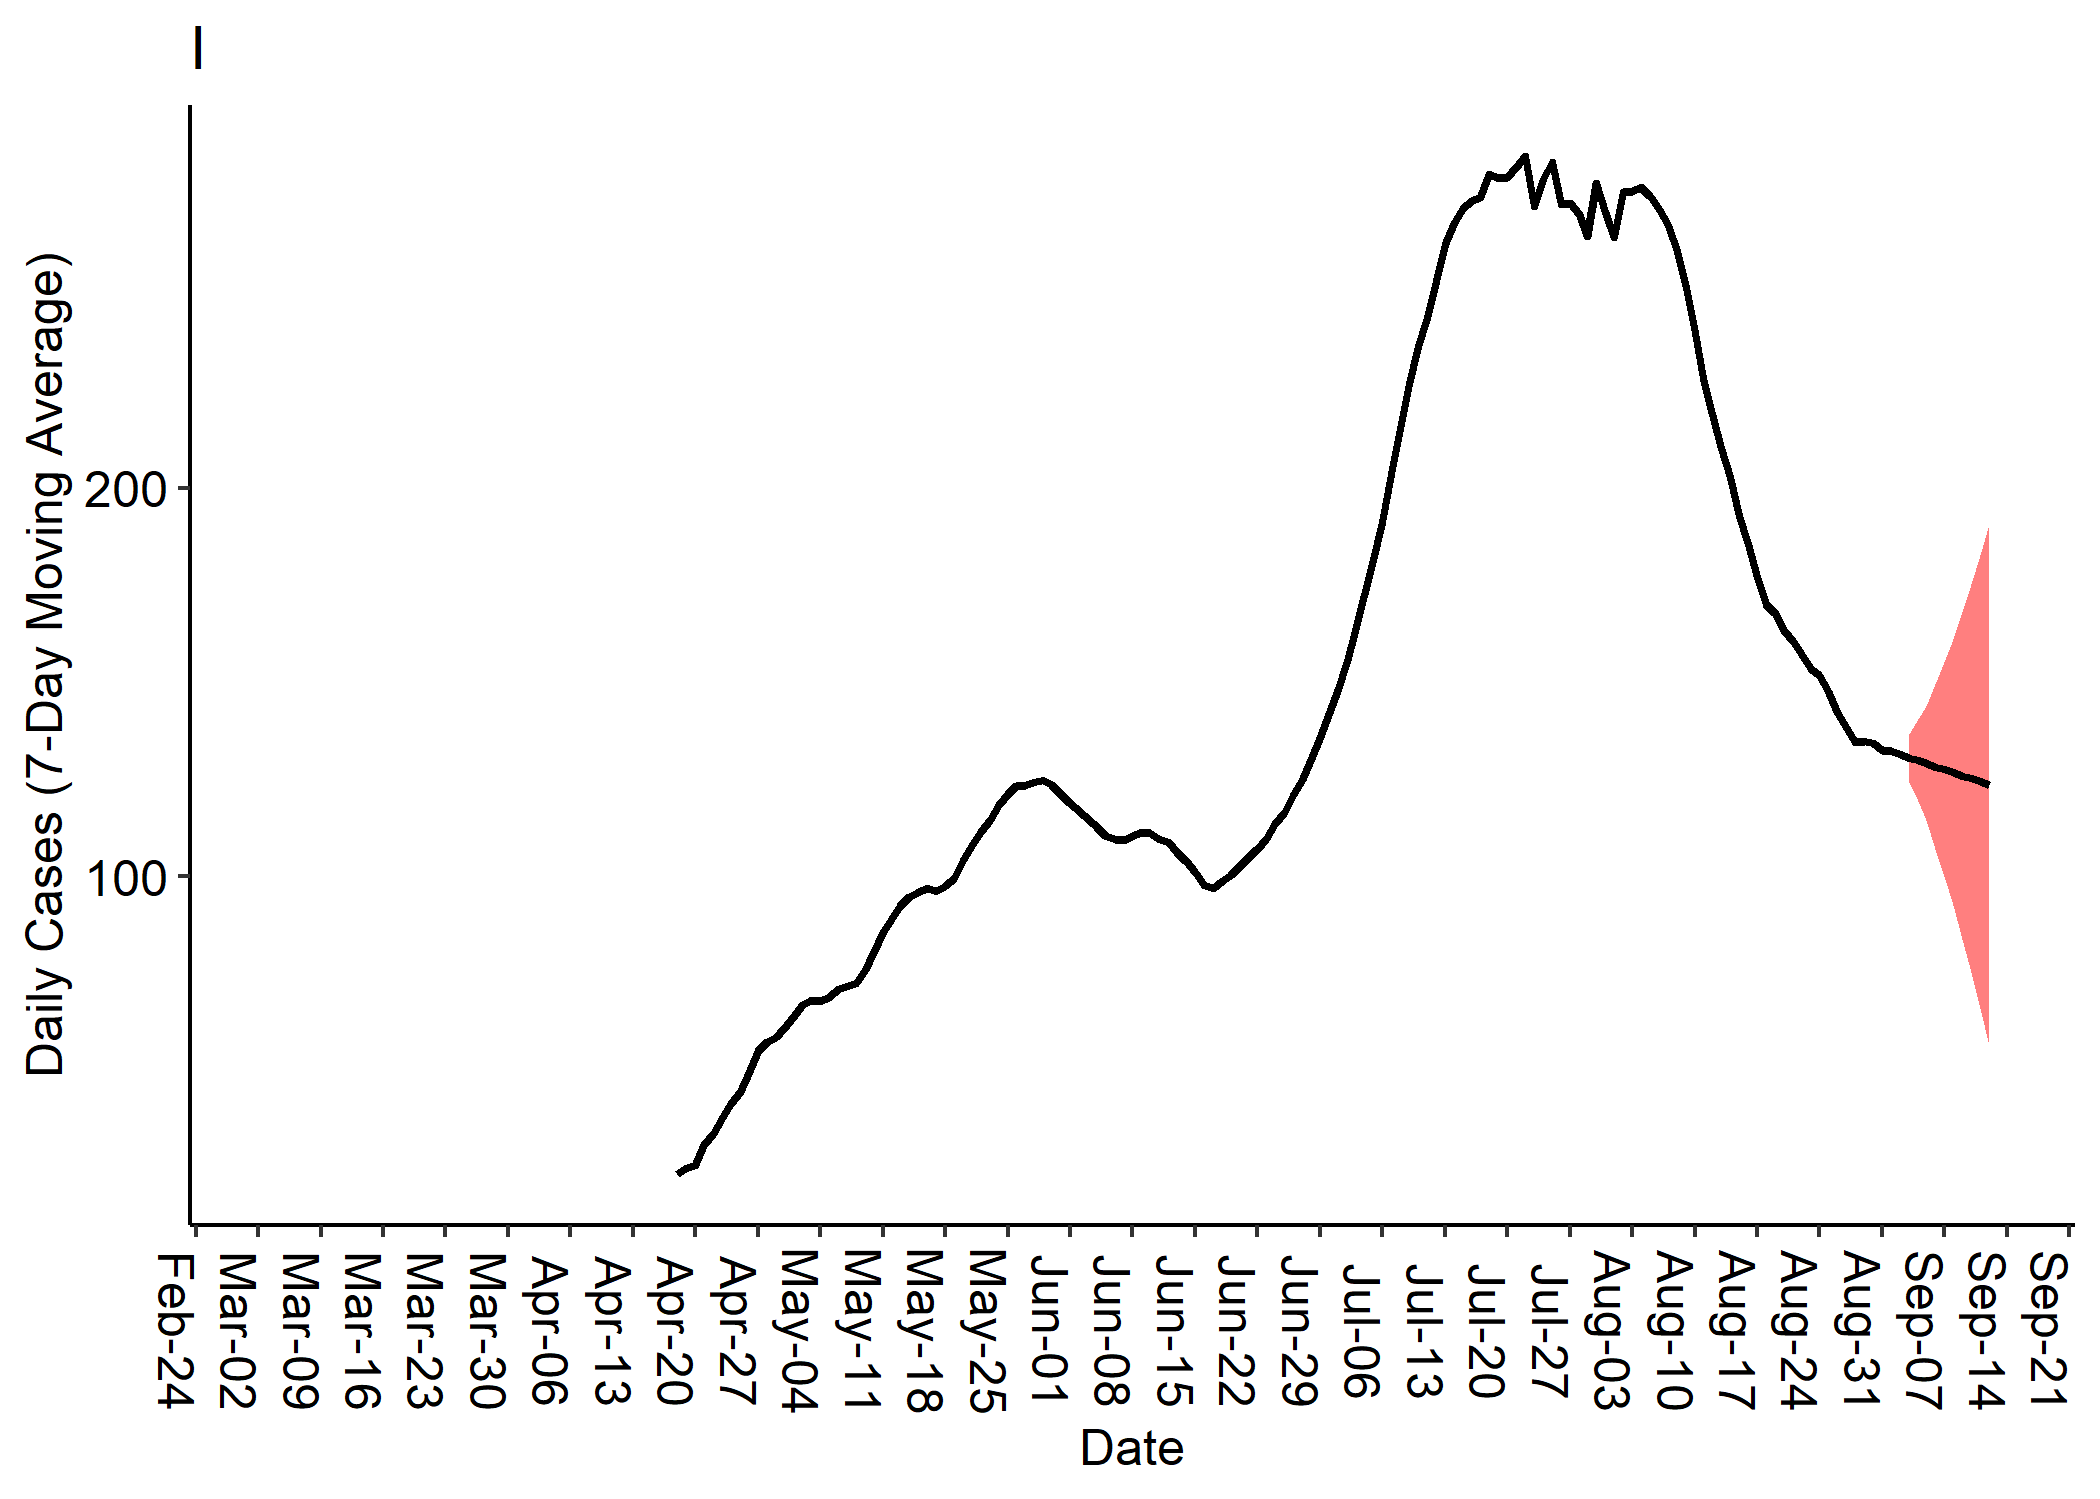 I
Daily Cases (7-Day Moving Average)
200
100
Feb-24
Mar-02
Mar-09
Mar-16
Mar-23
Mar-30
Apr-06
Apr-13
Apr-20
Apr-27
May-04
May-11
May-18
May-25
Jun-01
Jun-08
Jun-15
Jun-22
Jun-29
Jul-06
Jul-13
Jul-20
Jul-27
Aug-03
Aug-10
Aug-17
Aug-24
Aug-31
Sep-07
Sep-14
Sep-21
Date